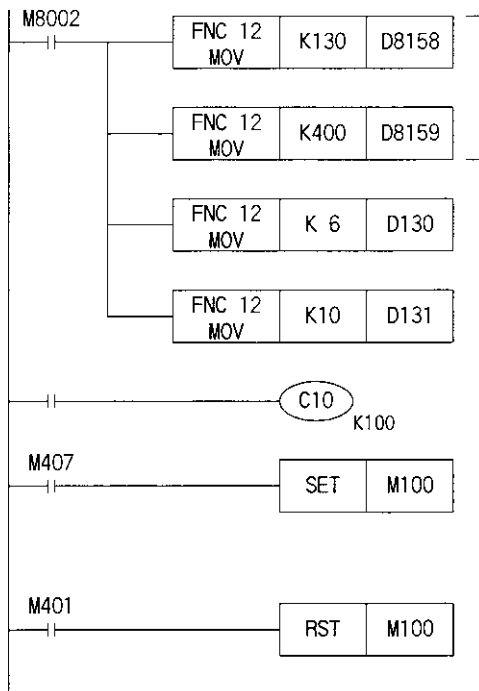 M8002
FNC 12
MOV K130 D8158
FNC 12
MOV K400 D8159
FNC 12
MOV K 6 D130
FNC 12
MOV K10 D131
C10
K100
M407
SET M100
M401
RST M100